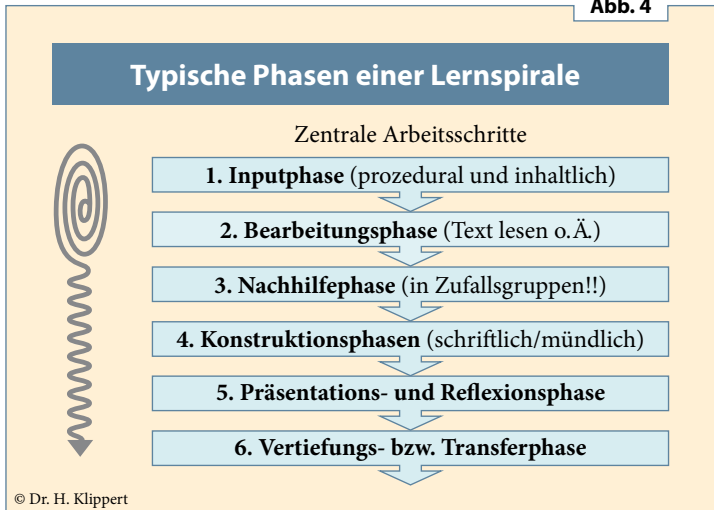 Abb. 4
Typische Phasen einer Lernspirale
Zentrale Arbeitsschritte
1. Inputphase (prozedural und inhaltlich)
2. Bearbeitungsphase (Text lesen o.Ä.)
3. Nachhilfephase (in Zufallsgruppen!!)
4. Konstruktionsphasen (schriftlich/mündlich)
5. Präsentations- und Reflexionsphase
6. Vertiefungs- bzw. Transferphase
© Dr. H. Klippert